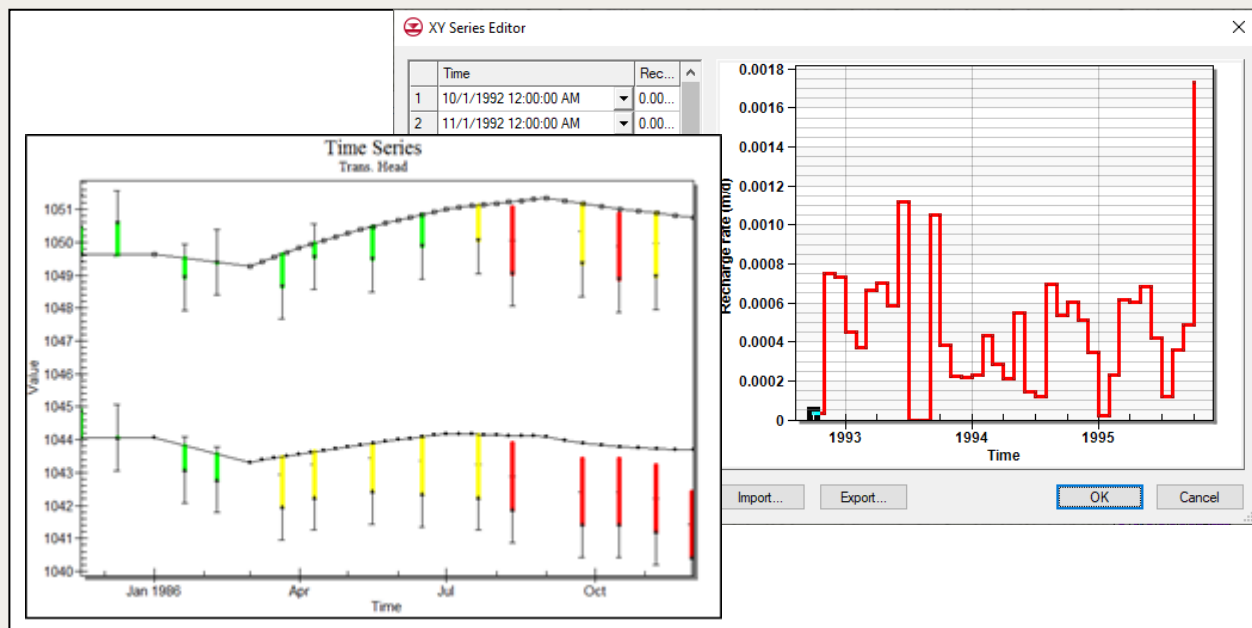 XY Series Editor
Time Rec...
1 10/1/1992 12:00:00 AM 0.00...
2 11/1/1992 12:00:00 AM 0.00...
0.0018
0.0016
0.0014
0.0012
0.0010
0.0008
0.0006
0.0004
0.0002
0
Recharge rate (m/d)
1993 1994 1995
Time
Import... Export... OK Cancel
Time Series
Trans. Head
1051
1050
1049
1048
1047
1046
1045
1044
1043
1042
1041
1040
Value
Jan 1986 Apr Jul Oct
Time